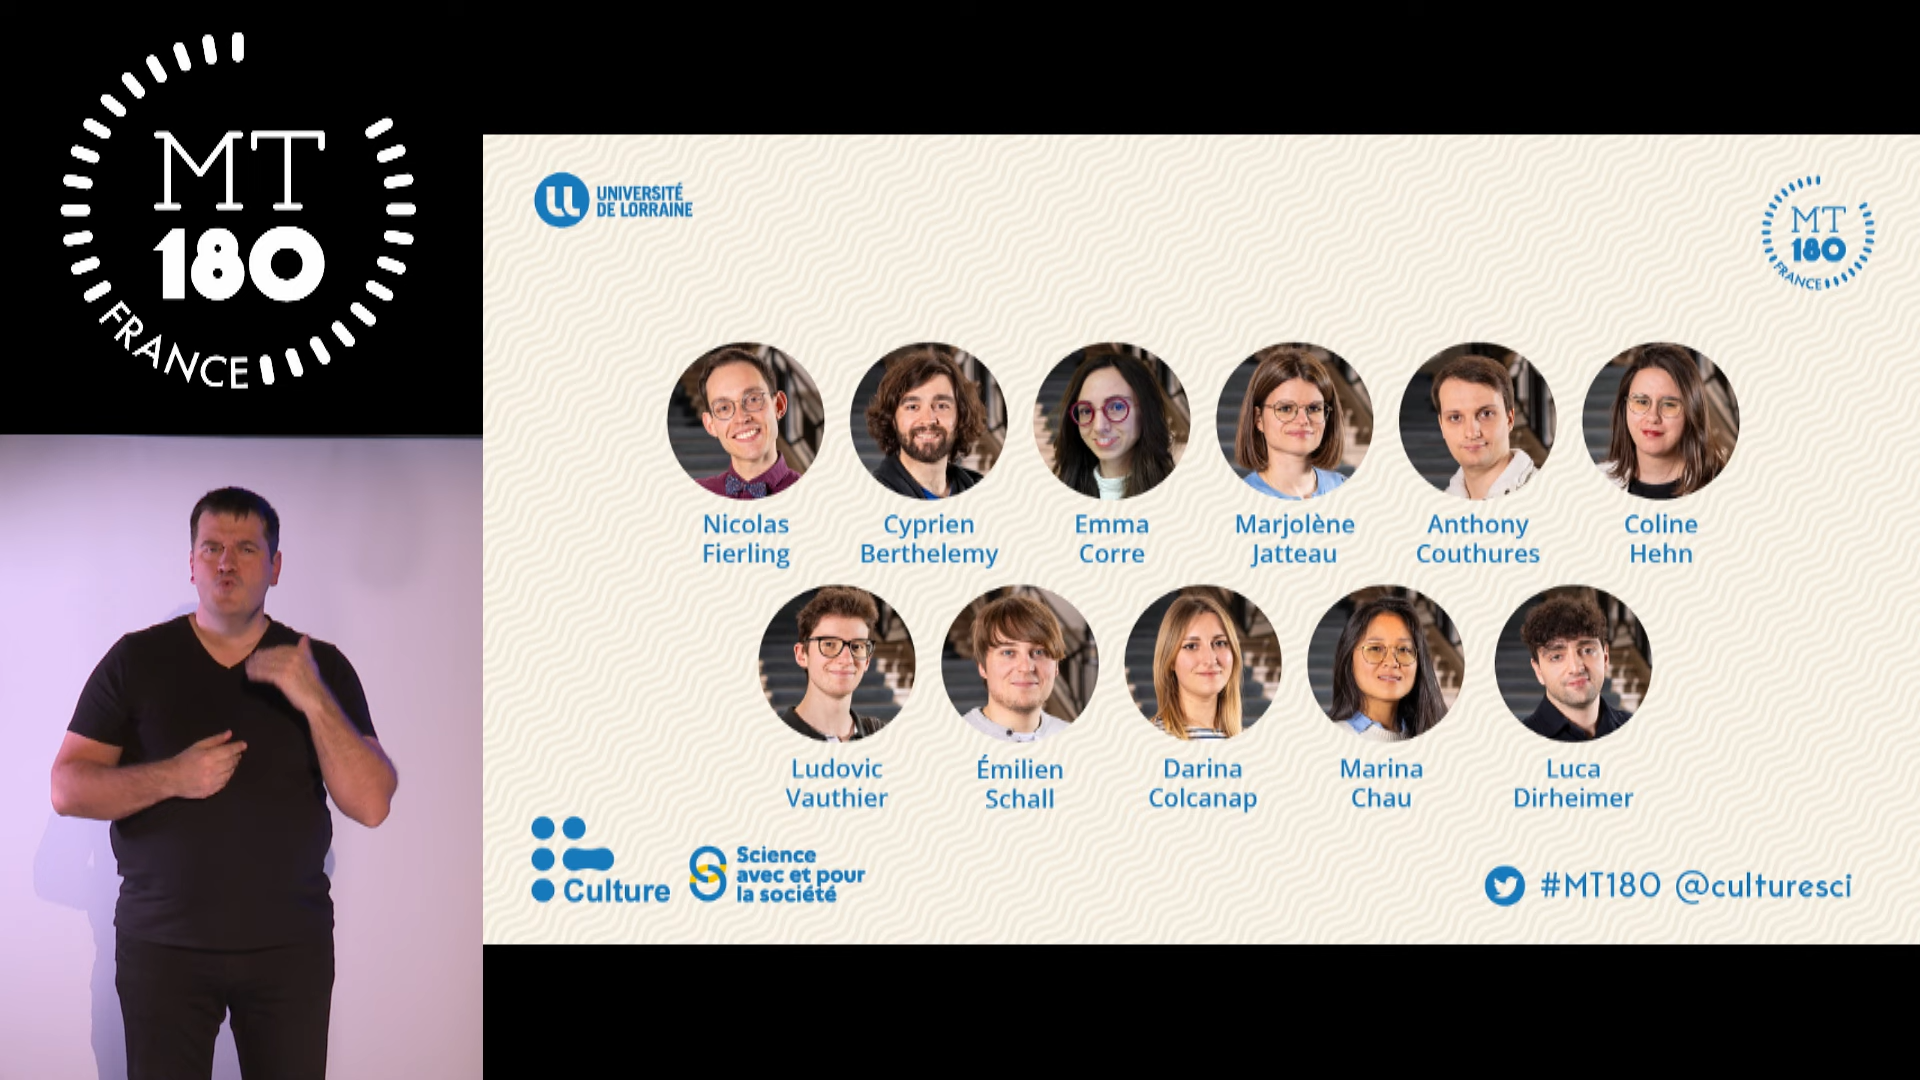 MT
180
FRANCE
UNIVERSITÉ
DE LORRAINE
MT
180
FRANCE
Nicolas
Fierling
Cyprien
Berthelemy
Emma
Corre
Marjolène
Jatteau
Anthony
Couthures
Coline
Hehn
Ludovic
Vauthier
Émilien
Schall
Darina
Colcanap
Marina
Chau
Luca
Dirheimer
Culture
Science
avec et pour
la société
#MT180 @culturesci